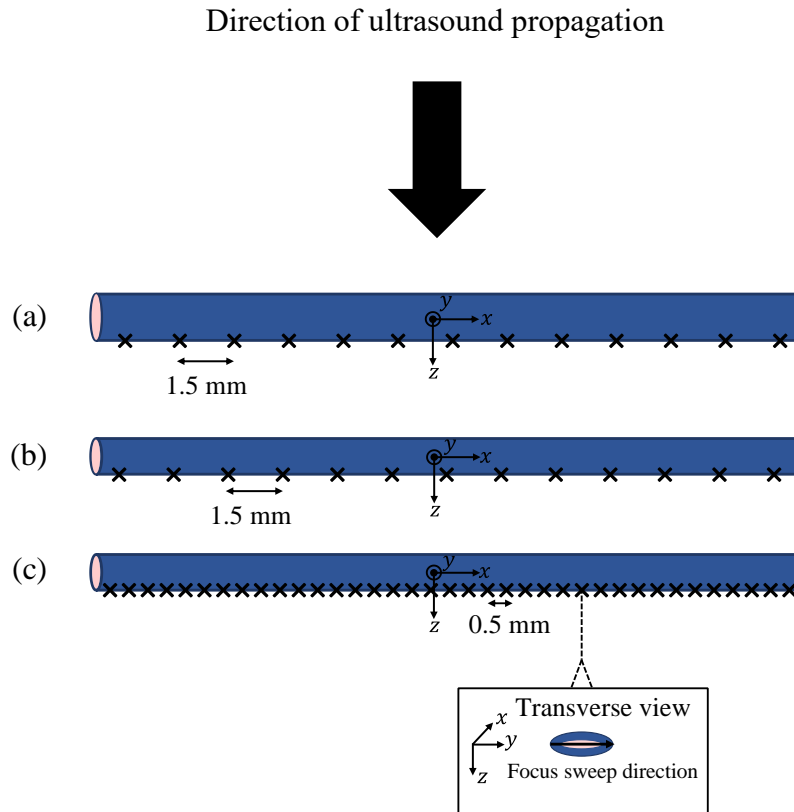 Direction of ultrasound propagation
(a)
y
x
z
1.5 mm
(b)
y
x
z
1.5 mm
(c)
y
x
z
0.5 mm
Transverse view
x
y
z
Focus sweep direction